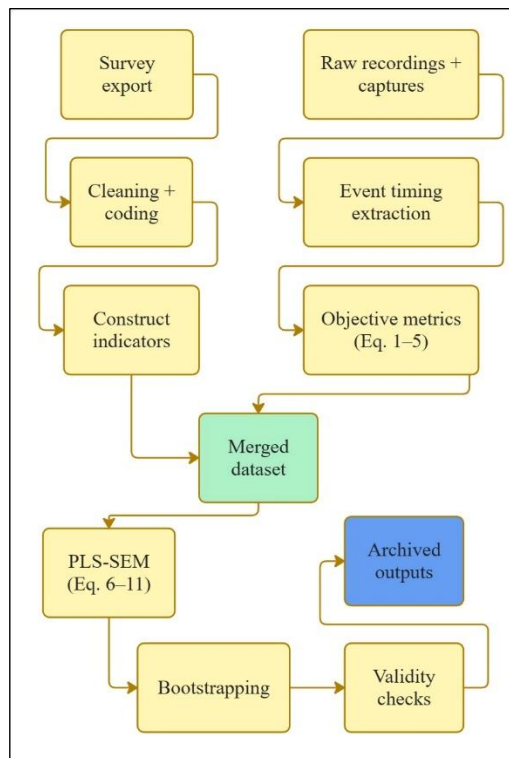 Survey
export
Raw recordings +
captures
Cleaning +
coding
Event timing
extraction
Construct
indicators
Objective metrics
(Eq. 1–5)
Merged
dataset
PLS-SEM
(Eq. 6–11)
Archived
outputs
Bootstrapping
Validity
checks